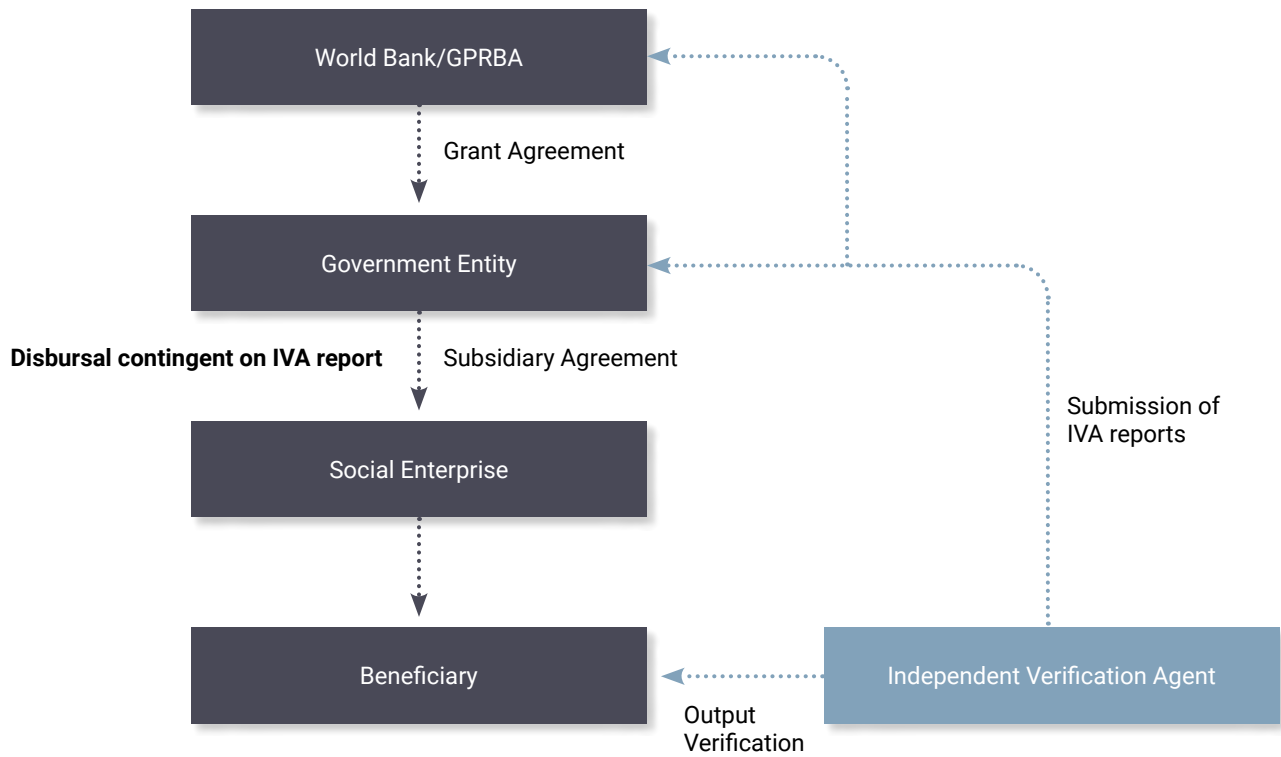 World Bank/GPRBA
Grant Agreement
Government Entity
Disbursal contingent on IVA report
Subsidiary Agreement
Submission of
IVA reports
Social Enterprise
Beneficiary
Independent Verification Agent
Output
Verification